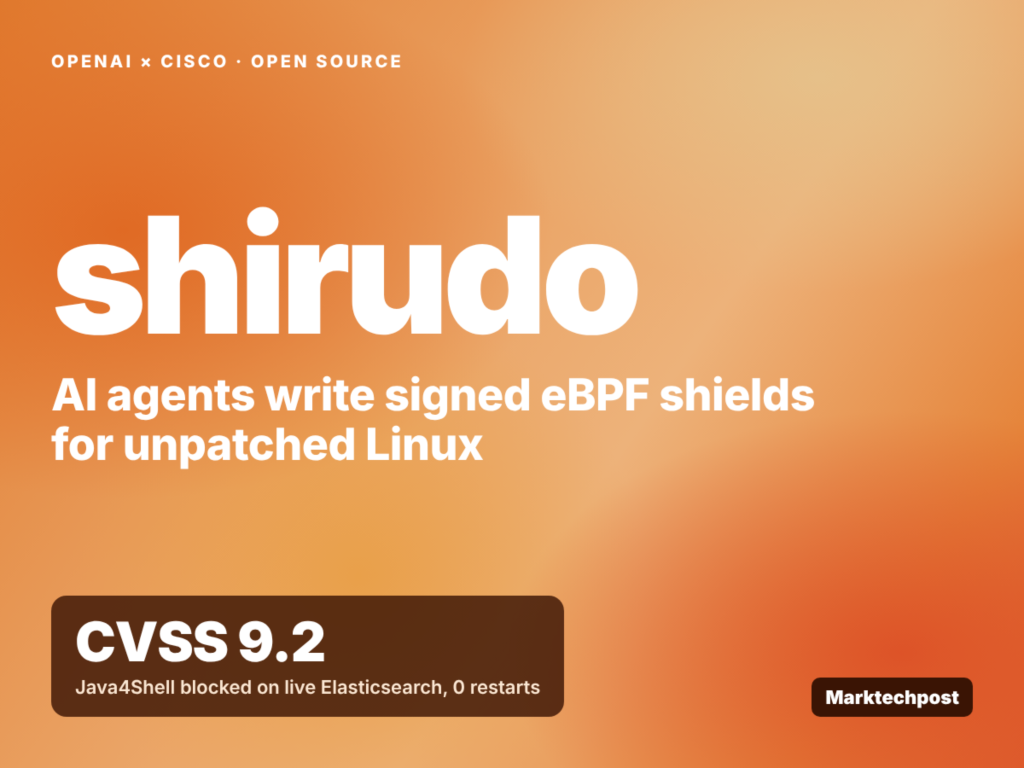 OPENAI × CISCO · OPEN SOURCE
shirudo
AI agents write signed eBPF shields
for unpatched Linux
CVSS 9.2
Java4Shell blocked on live Elasticsearch, 0 restarts
Marktechpost